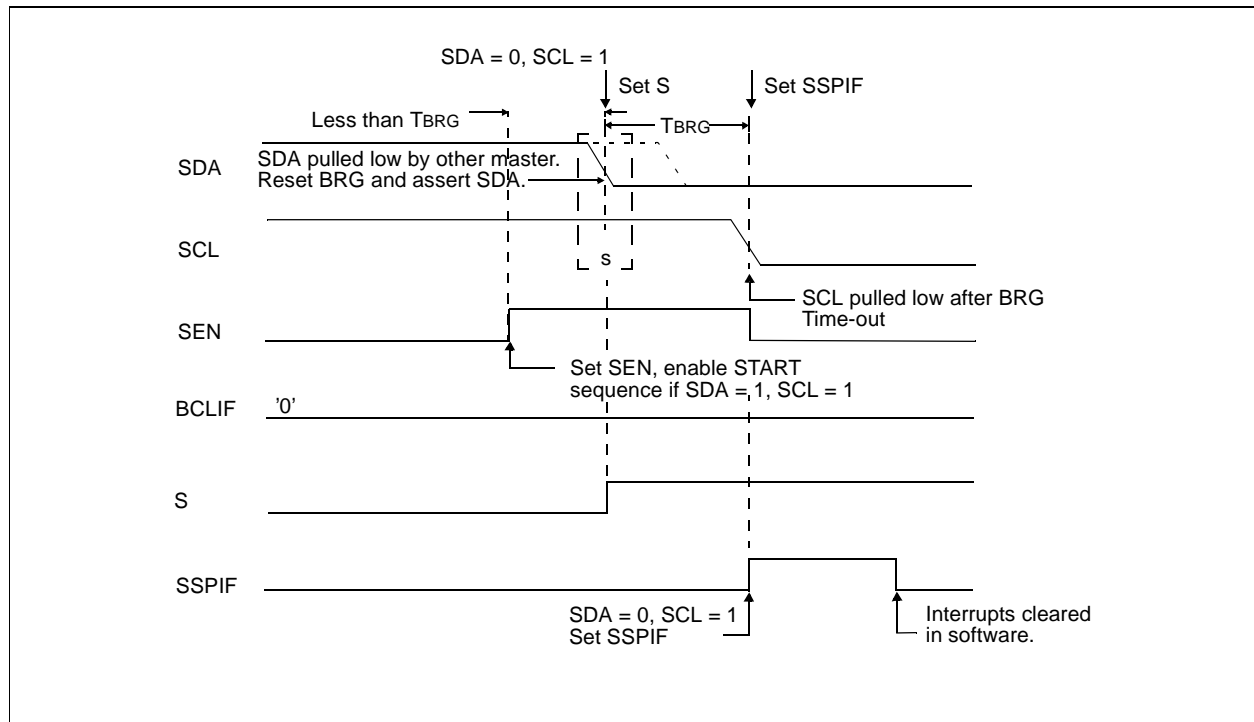 SDA = 0, SCL = 1
Set S
Set SSPIF
Less than TBRG
TBRG
SDA
SDA pulled low by other master.
Reset BRG and assert SDA.
SCL
s
SCL pulled low after BRG
Time-out
SEN
Set SEN, enable START
sequence if SDA = 1, SCL = 1
BCLIF
'0'
S
SSPIF
SDA = 0, SCL = 1
Set SSPIF
Interrupts cleared
in software.